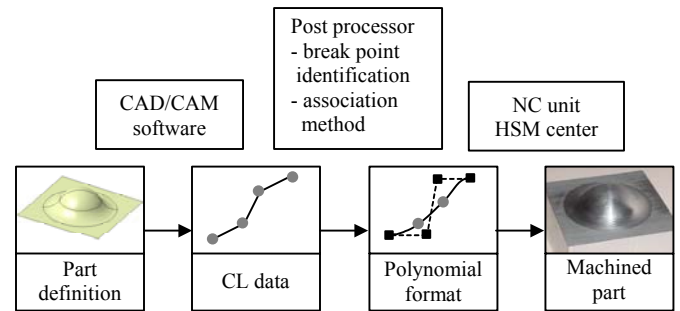 Post processor
- break point
identification
- association
method
CAD/CAM
software
NC unit
HSM center
Part
definition
CL data
Polynomial
format
Machined
part